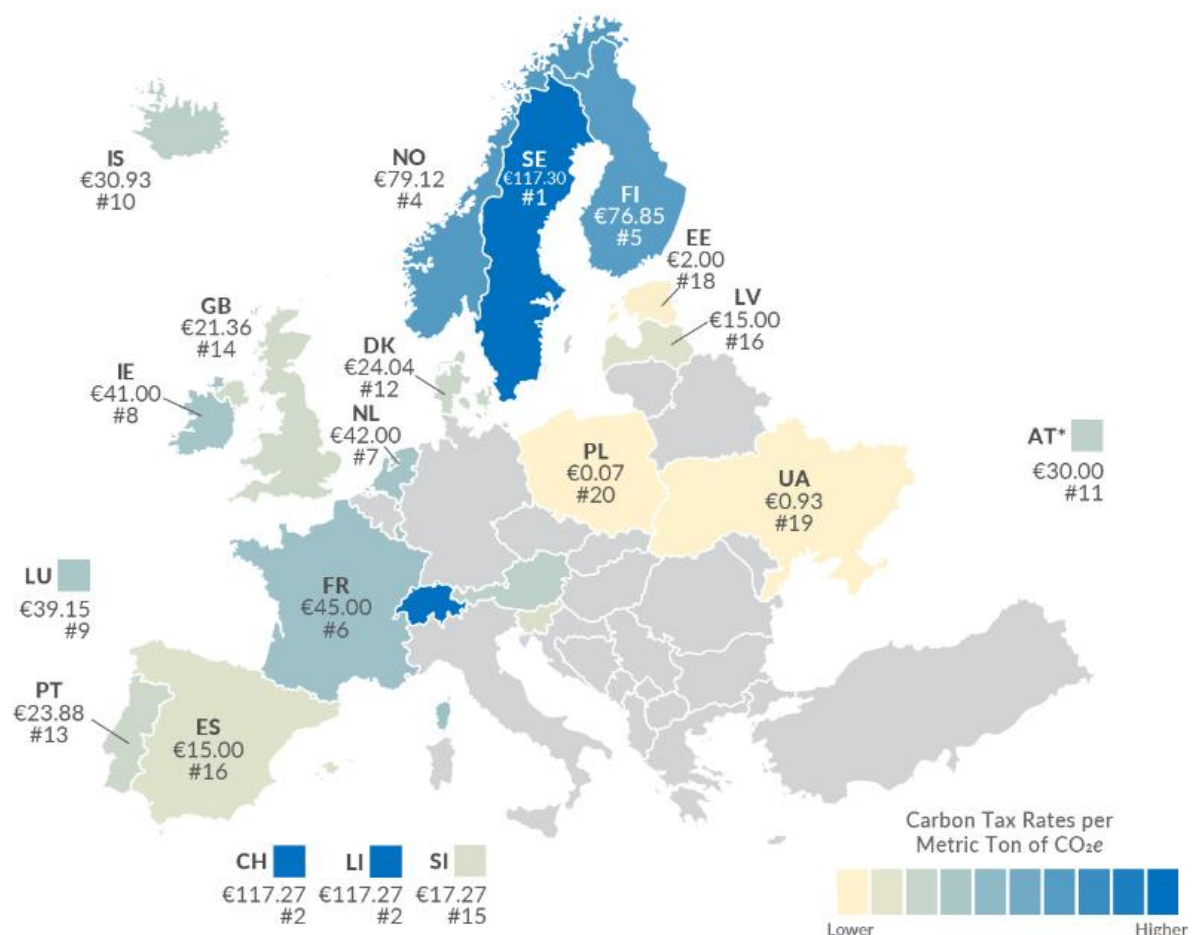 IS
€30.93
#10
NO
€79.12
#4
SE
€117.30
#1
FI
€76.85
#5
EE
€2.00
#18
LV
€15.00
#16
GB
€21.36
#14
IE
€41.00
#8
DK
€24.04
#12
NL
€42.00
#7
PL
€0.07
#20
UA
€0.93
#19
AT*
€30.00
#11
LU
€39.15
#9
FR
€45.00
#6
PT
€23.88
#13
ES
€15.00
#16
CH
€117.27
#2
LI
€117.27
#2
SI
€17.27
#15
Carbon Tax Rates per
Metric Ton of CO₂e
Lower
Higher